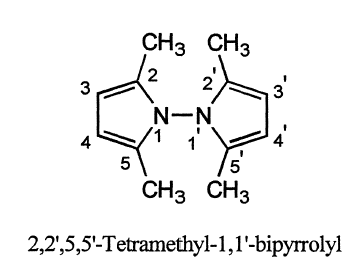 CH3 CH3
2 2'
3 3'
N N
1 1'
4 4'
5 5'
CH3 CH3
2,2',5,5'-Tetramethyl-1,1'-bipyrrolyl